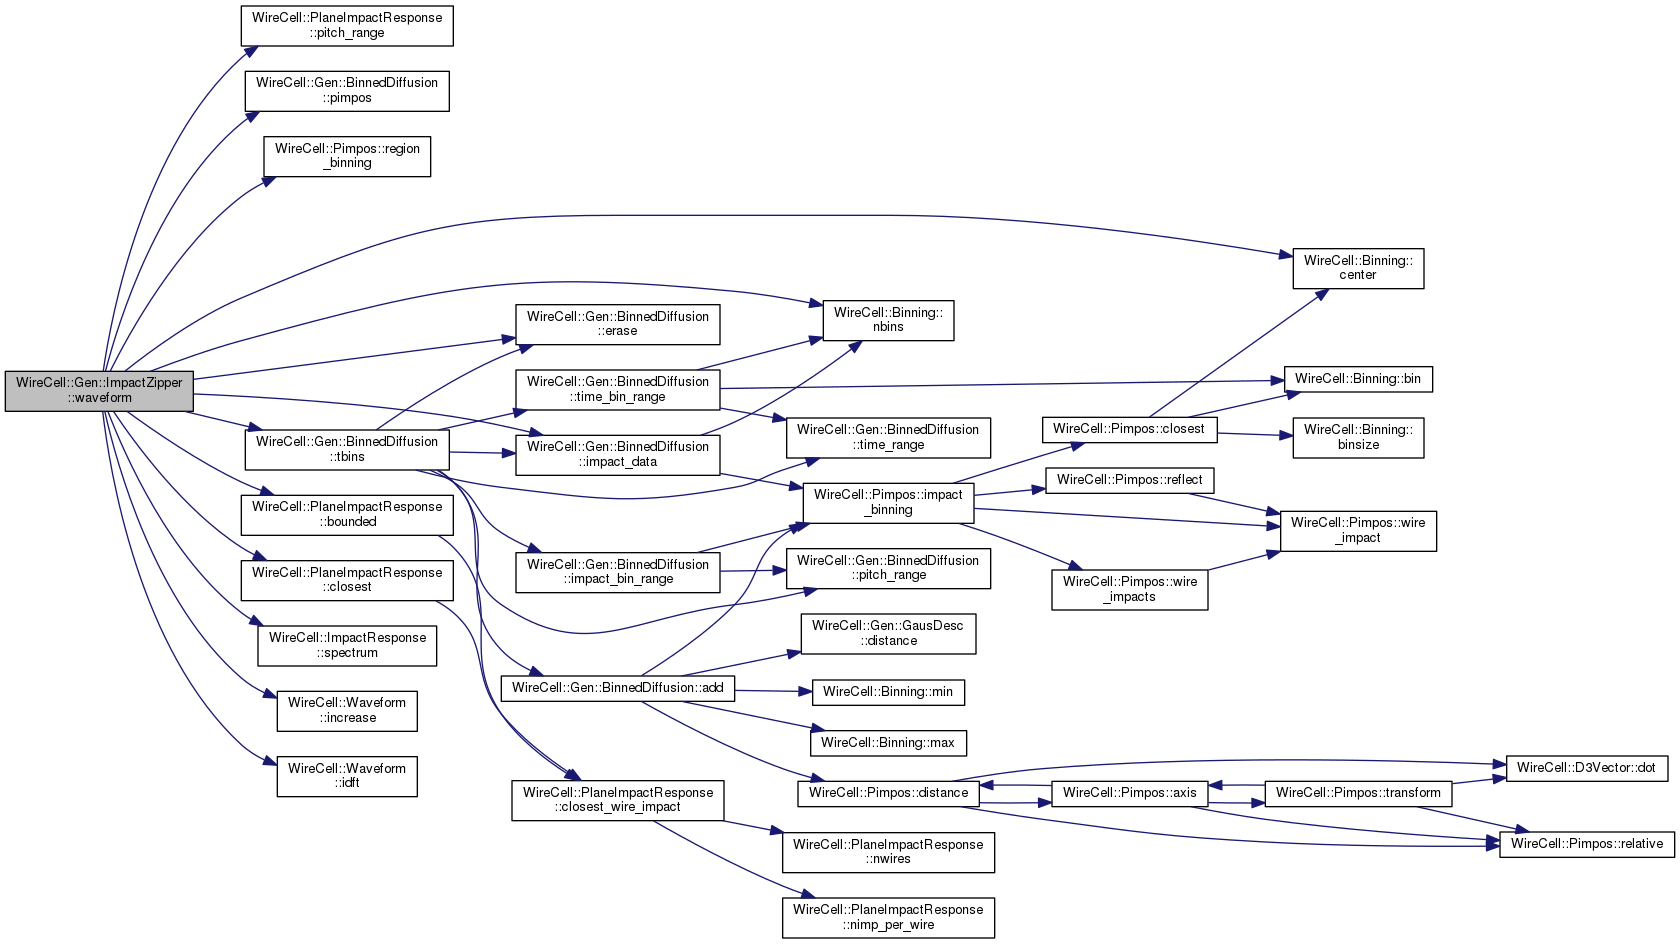 WireCell::PlaneImpactResponse
::pitch_range
WireCell::Gen::BinnedDiffusion
::pimpos
WireCell::Pimpos::region
_binning
WireCell::Gen::ImpactZipper
::waveform
WireCell::Gen::BinnedDiffusion
::tbins
WireCell::PlaneImpactResponse
::bounded
WireCell::PlaneImpactResponse
::closest
WireCell::ImpactResponse
::spectrum
WireCell::Waveform
::increase
WireCell::Waveform
::idft
WireCell::Gen::BinnedDiffusion
::erase
WireCell::Gen::BinnedDiffusion
::time_bin_range
WireCell::Gen::BinnedDiffusion
::impact_data
WireCell::Gen::BinnedDiffusion
::impact_bin_range
WireCell::Gen::BinnedDiffusion::add
WireCell::PlaneImpactResponse
::closest_wire_impact
WireCell::Binning::
nbins
WireCell::Gen::BinnedDiffusion
::time_range
WireCell::Pimpos::impact
_binning
WireCell::Gen::BinnedDiffusion
::pitch_range
WireCell::Gen::GausDesc
::distance
WireCell::Binning::min
WireCell::Binning::max
WireCell::Pimpos::distance
WireCell::PlaneImpactResponse
::nwires
WireCell::PlaneImpactResponse
::nimp_per_wire
WireCell::Pimpos::closest
WireCell::Pimpos::reflect
WireCell::Pimpos::wire
_impacts
WireCell::Pimpos::axis
WireCell::Binning::
center
WireCell::Binning::bin
WireCell::Binning::
binsize
WireCell::Pimpos::wire
_impact
WireCell::Pimpos::transform
WireCell::D3Vector::dot
WireCell::Pimpos::relative